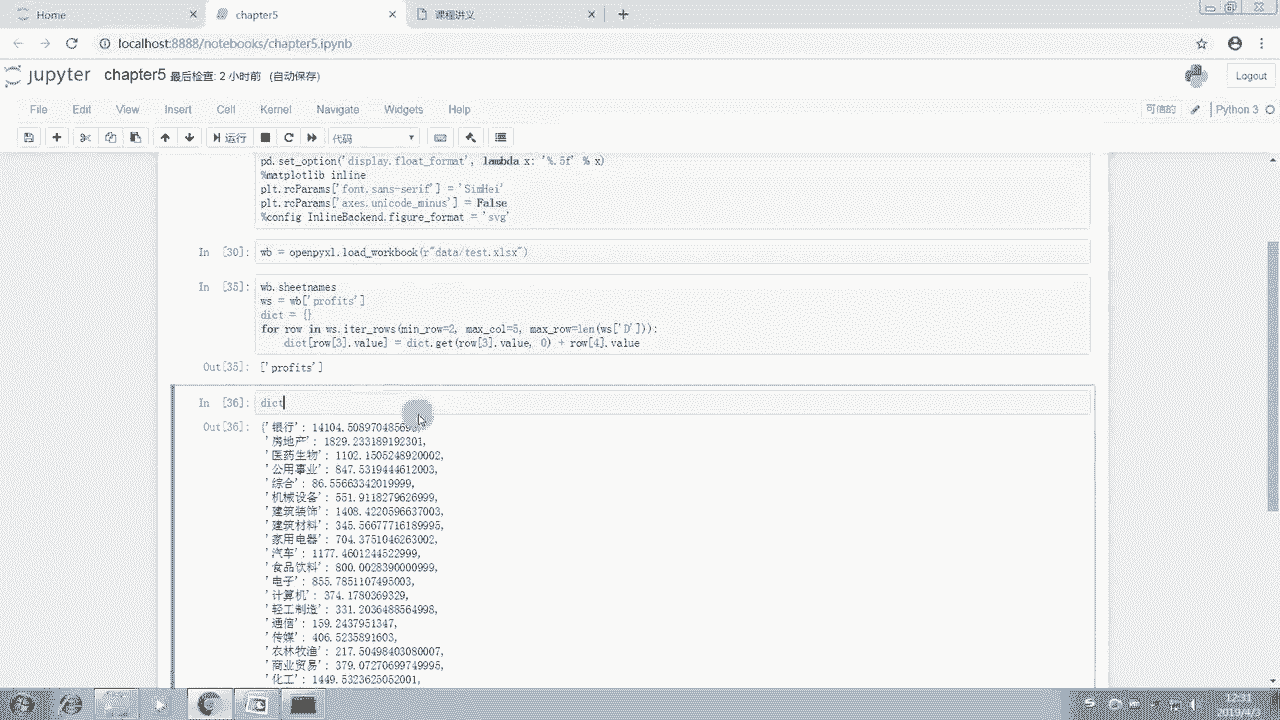 Home
chapter5
课程讲义
localhost:8888/notebooks/chapter5.ipynb
jupyter chapter5 最后检查: 2 小时前 (自动保存)
Logout
File Edit View Insert Cell Kernel Navigate Widgets Help
可信的 Python 3
运行 代码
pd.set_option('display.float_format', lambda x: '%.5f' % x)
%matplotlib inline
plt.rcParams['font.sans-serif'] = 'SimHei'
plt.rcParams['axes.unicode_minus'] = False
%config InlineBackend.figure_format = 'svg'
In [30]: wb = openpyxl.load_workbook(r"data/test.xlsx")
In [35]: wb.sheetnames
ws = wb['profits']
dict = {}
for row in ws.iter_rows(min_row=2, max_col=5, max_row=len(ws['D'])):
dict[row[3].value] = dict.get(row[3].value, 0) + row[4].value
Out[35]: ['profits']
In [36]: dict
Out[36]: {'银行':
'房地产': 1829.233189192301,
'医药生物': 1102.1505248920002,
'公用事业': 847.5319444612003,
'综合': 86.55663342019999,
'机械设备': 551.9118279626999,
'建筑装饰': 1408.4220596637003,
'建筑材料': 345.56677716189995,
'家用电器': 704.3751046263002,
'汽车': 1177.4601244522999,
'食品饮料': 800.0028390000999,
'电子': 855.7851107495003,
'计算机': 374.1780369329,
'轻工制造': 331.2036488564998,
'通信': 159.2437951347,
'传媒': 406.5235891603,
'农林牧渔': 217.50498403080007,
'商业贸易': 379.07270699749995,
'化工': 1449.5323625052001,
12:31